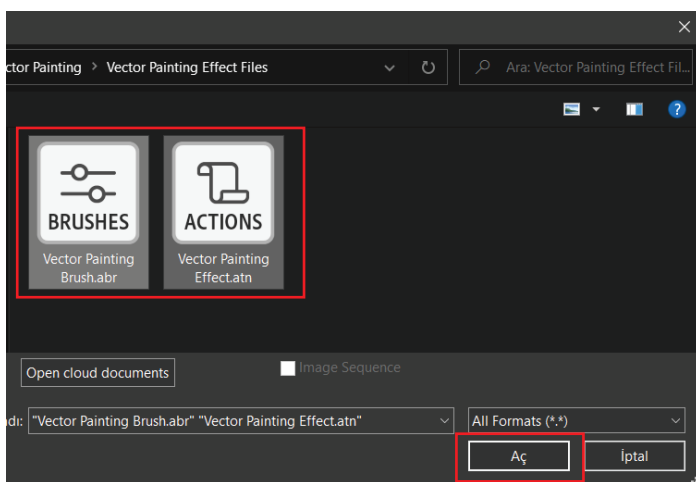 ctor Painting > Vector Painting Effect Files
Ara: Vector Painting Effect Fil...
BRUSHES
ACTIONS
Vector Painting
Brush.abr
Vector Painting
Effect.atn
Open cloud documents
Image Sequence
dı: "Vector Painting Brush.abr" "Vector Painting Effect.atn"
All Formats (*.*)
Aç
İptal